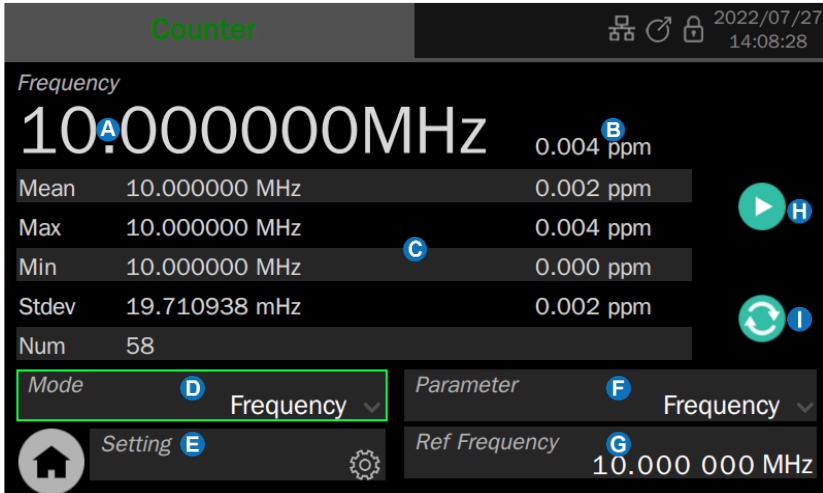 Counter
2022/07/27
14:08:28
Frequency
10.000000MHz
0.004 ppm
A
B
Mean 10.000000 MHz 0.002 ppm
Max 10.000000 MHz 0.004 ppm
C
Min 10.000000 MHz 0.000 ppm
Stdev 19.710938 mHz 0.002 ppm
Num 58
H
I
Mode D
Frequency
Parameter F
Frequency
Setting E
Ref Frequency G
10.000 000 MHz